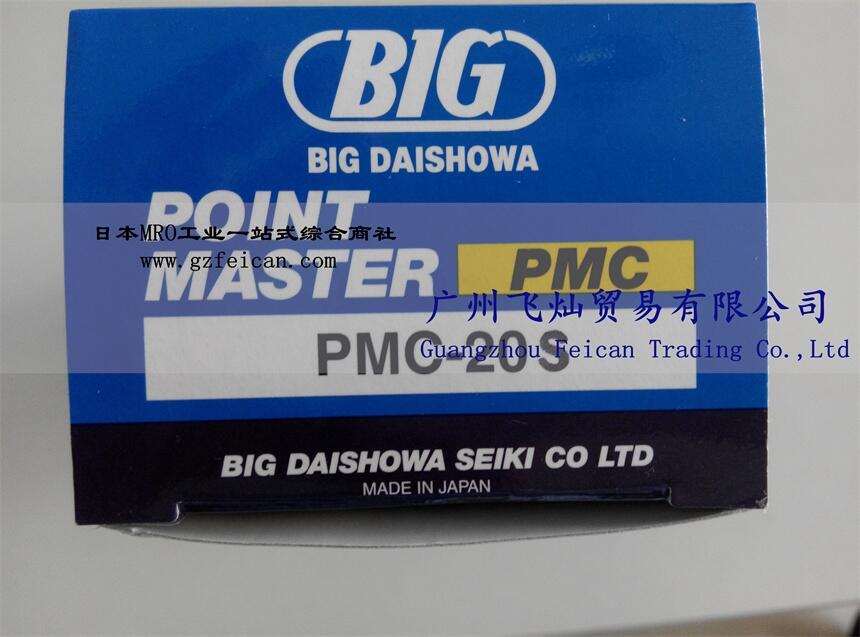 BIG
BIG DAISHOWA
POINT
日本MRO工业一站式综合商社
www.gzfeican.com
MASTER PMC
广州飞灿贸易有限公司
PMC-20S
Guangzhou Feican Trading Co.,Ltd
BIG DAISHOWA SEIKI CO LTD
MADE IN JAPAN